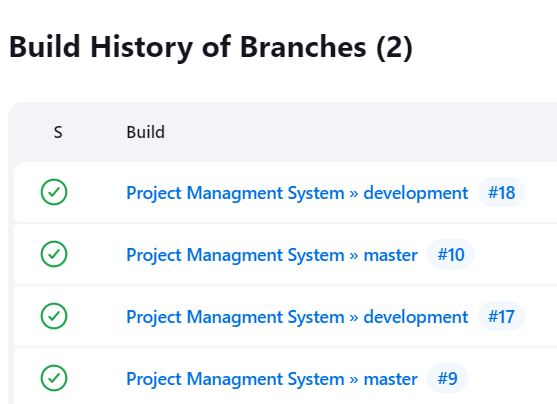 Build History of Branches (2)
S Build
Project Managment System » development #18
Project Managment System » master #10
Project Managment System » development #17
Project Managment System » master #9